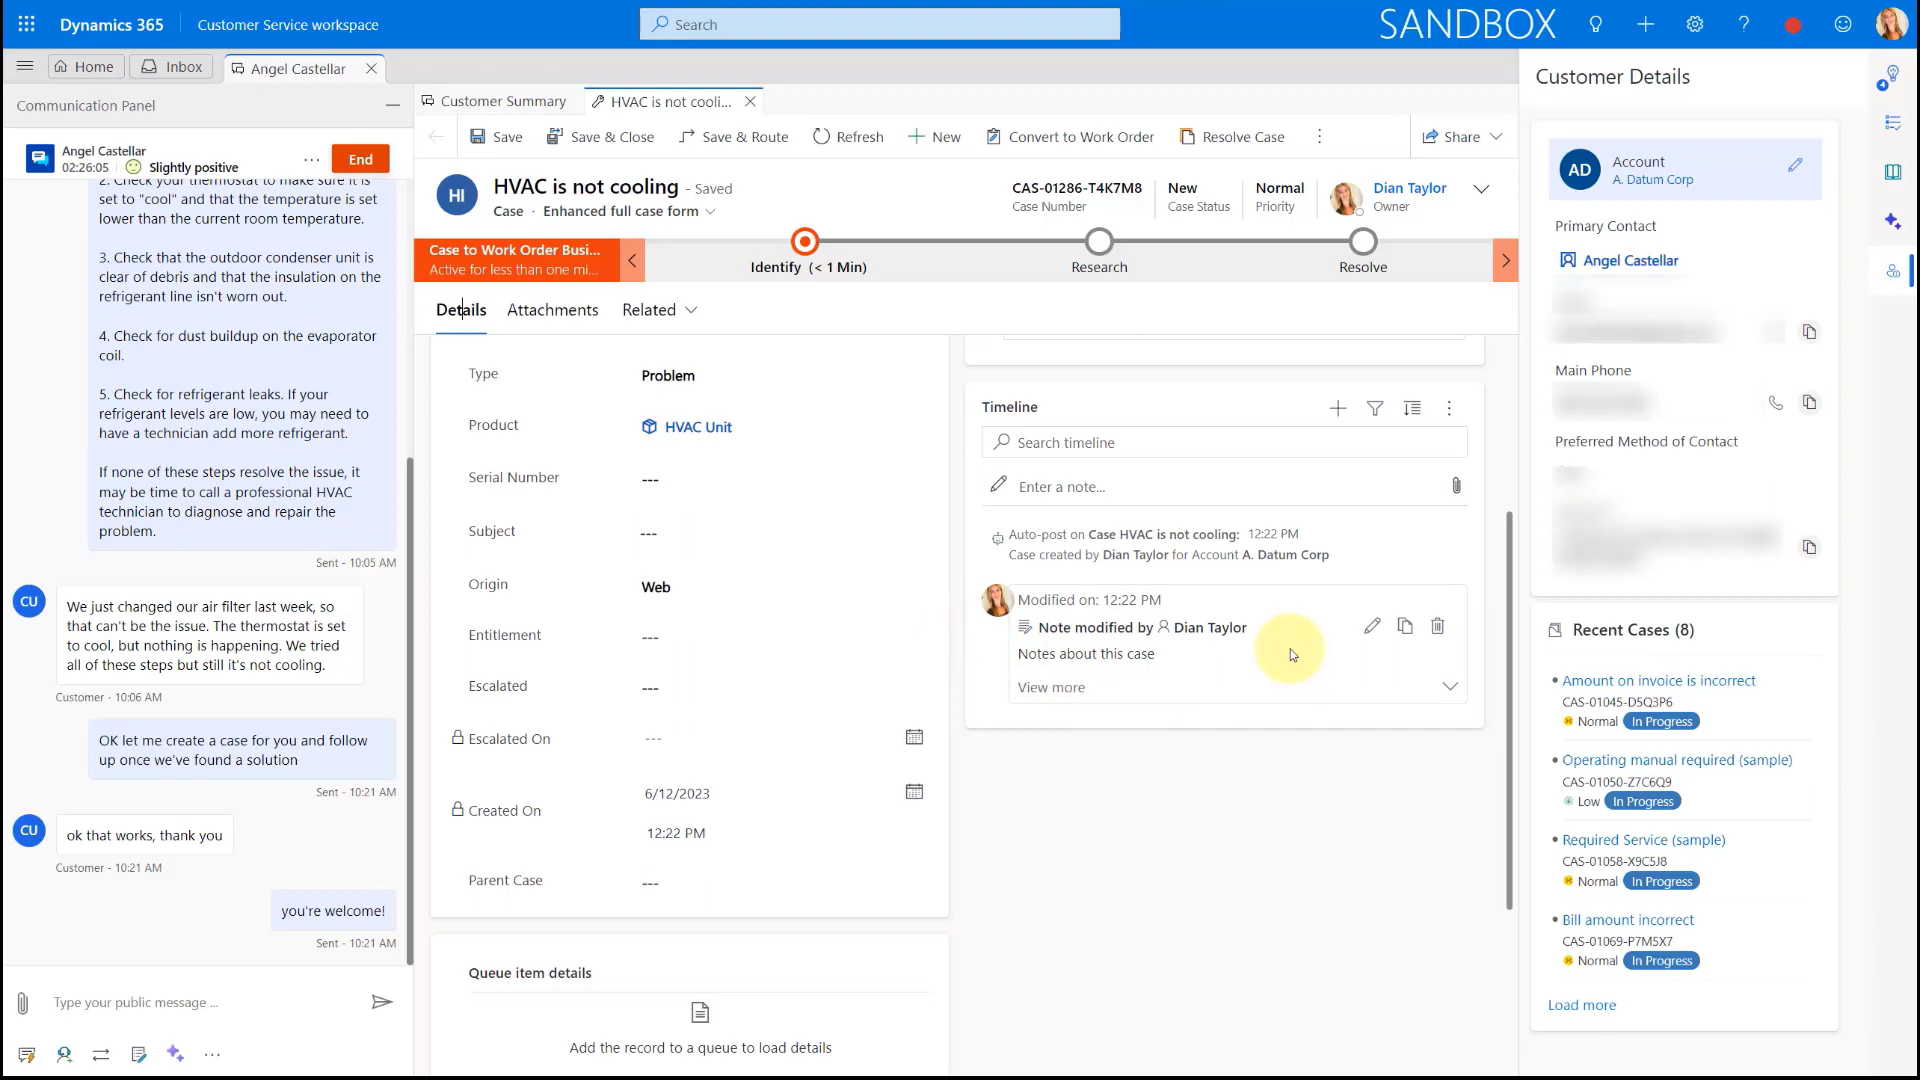 Dynamics 365
Customer Service workspace
Search
SANDBOX
Home
Inbox
Angel Castellar
Communication Panel
Angel Castellar
02:26:05
Slightly positive
End
2. Check your thermostat to make sure it is
set to "cool" and that the temperature is set
lower than the current room temperature.
3. Check that the outdoor condenser unit is
clear of debris and that the insulation on the
refrigerant line isn't worn out.
4. Check for dust buildup on the evaporator
coil.
5. Check for refrigerant leaks. If your
refrigerant levels are low, you may need to
have a technician add more refrigerant.
If none of these steps resolve the issue, it
may be time to call a professional HVAC
technician to diagnose and repair the
problem.
Sent - 10:05 AM
CU
We just changed our air filter last week, so
that can't be the issue. The thermostat is set
to cool, but nothing is happening. We tried
all of these steps but still it's not cooling.
Customer - 10:06 AM
OK let me create a case for you and follow
up once we've found a solution
Sent - 10:21 AM
CU
ok that works, thank you
Customer - 10:21 AM
you're welcome!
Sent - 10:21 AM
Type your public message ...
Customer Summary
HVAC is not cooli...
Save
Save & Close
Save & Route
Refresh
New
Convert to Work Order
Resolve Case
Share
HI
HVAC is not cooling - Saved
Case · Enhanced full case form
CAS-01286-T4K7M8
Case Number
New
Case Status
Normal
Priority
Dian Taylor
Owner
Case to Work Order Busi...
Active for less than one mi...
Identify (< 1 Min)
Research
Resolve
Details
Attachments
Related
Type
Problem
Product
HVAC Unit
Serial Number
---
Subject
---
Origin
Web
Entitlement
---
Escalated
---
Escalated On
---
Created On
6/12/2023
12:22 PM
Parent Case
---
Queue item details
Add the record to a queue to load details
Timeline
Search timeline
Enter a note...
Auto-post on Case HVAC is not cooling: 12:22 PM
Case created by Dian Taylor for Account A. Datum Corp
Modified on: 12:22 PM
Note modified by Dian Taylor
Notes about this case
View more
Customer Details
AD
Account
A. Datum Corp
Primary Contact
Angel Castellar
Main Phone
Preferred Method of Contact
Recent Cases (8)
Amount on invoice is incorrect
CAS-01045-D5Q3P6
Normal In Progress
Operating manual required (sample)
CAS-01050-Z7C6Q9
Low In Progress
Required Service (sample)
CAS-01058-X9C5J8
Normal In Progress
Bill amount incorrect
CAS-01069-P7M5X7
Normal In Progress
Load more
4